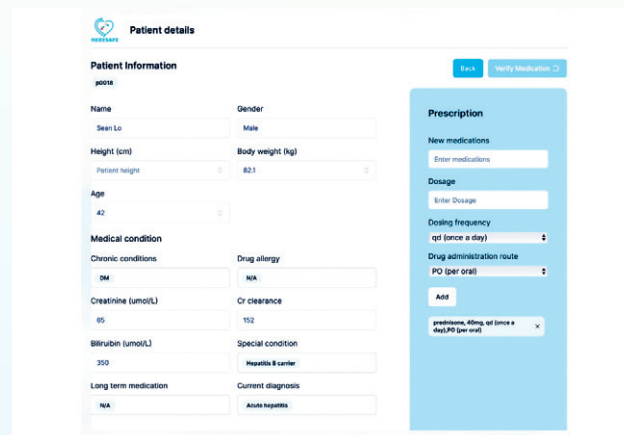 MEDISAFE
Patient details
Patient Information
p0018
Back
Verify Medication
Name
Gender
Sean Lo
Male
Height (cm)
Body weight (kg)
Patient height
82.1
Age
42
Medical condition
Chronic conditions
Drug allergy
DM
N/A
Creatinine (umol/L)
Cr clearance
65
152
Biliruibin (umol/L)
Special condition
350
Hepatitis B carrier
Long term medication
Current diagnosis
N/A
Acute hepatitis
Prescription
New medications
Enter medications
Dosage
Enter Dosage
Dosing frequency
qd (once a day)
Drug administration route
PO (per oral)
Add
prednisone, 40mg, qd (once a
day),PO (per oral)